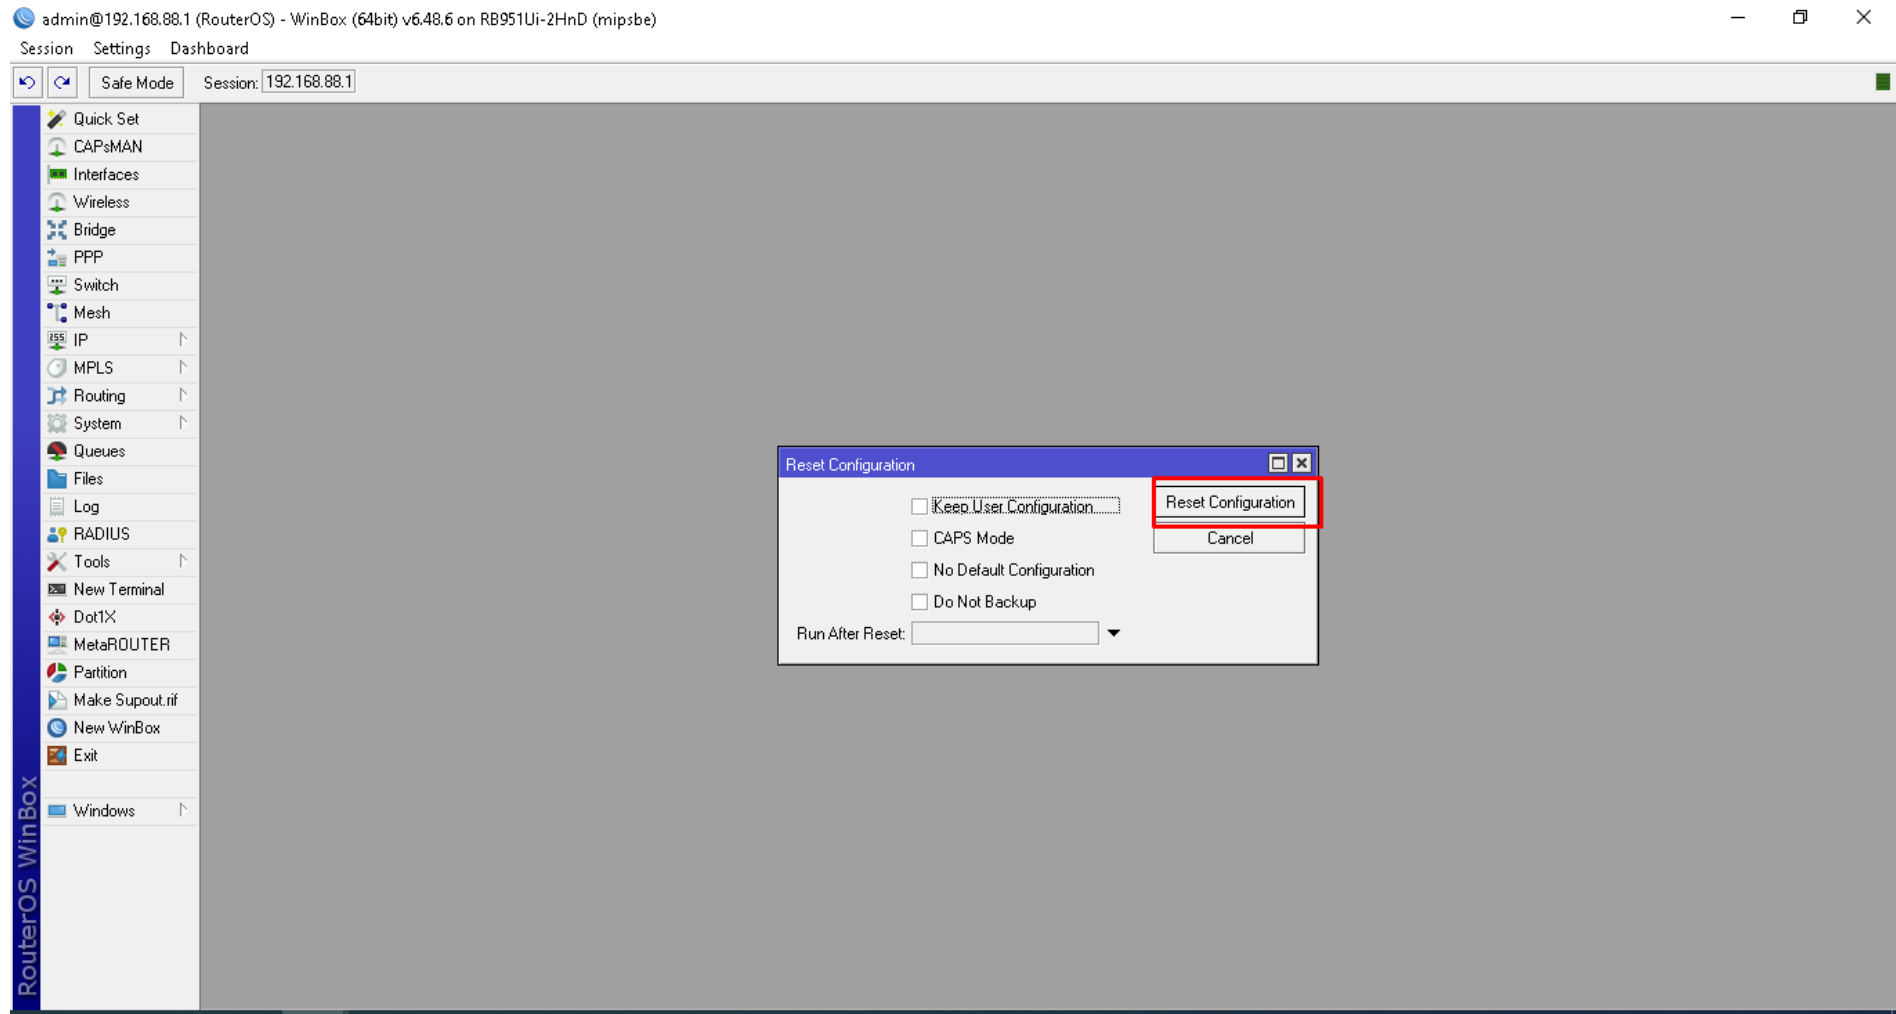 admin@192.168.88.1 (RouterOS) - WinBox (64bit) v6.48.6 on RB951Ui-2HnD (mipsbe)
Session Settings Dashboard
Safe Mode Session: 192.168.88.1
Quick Set
CAPsMAN
Interfaces
Wireless
Bridge
PPP
Switch
Mesh
255 IP
MPLS
Routing
System
Queues
Files
Log
RADIUS
Tools
New Terminal
Dot1X
MetaROUTER
Partition
Make Supout.rif
New WinBox
Exit
Windows
RouterOS WinBox
Reset Configuration
Keep User Configuration
CAPS Mode
No Default Configuration
Do Not Backup
Run After Reset:
Reset Configuration
Cancel